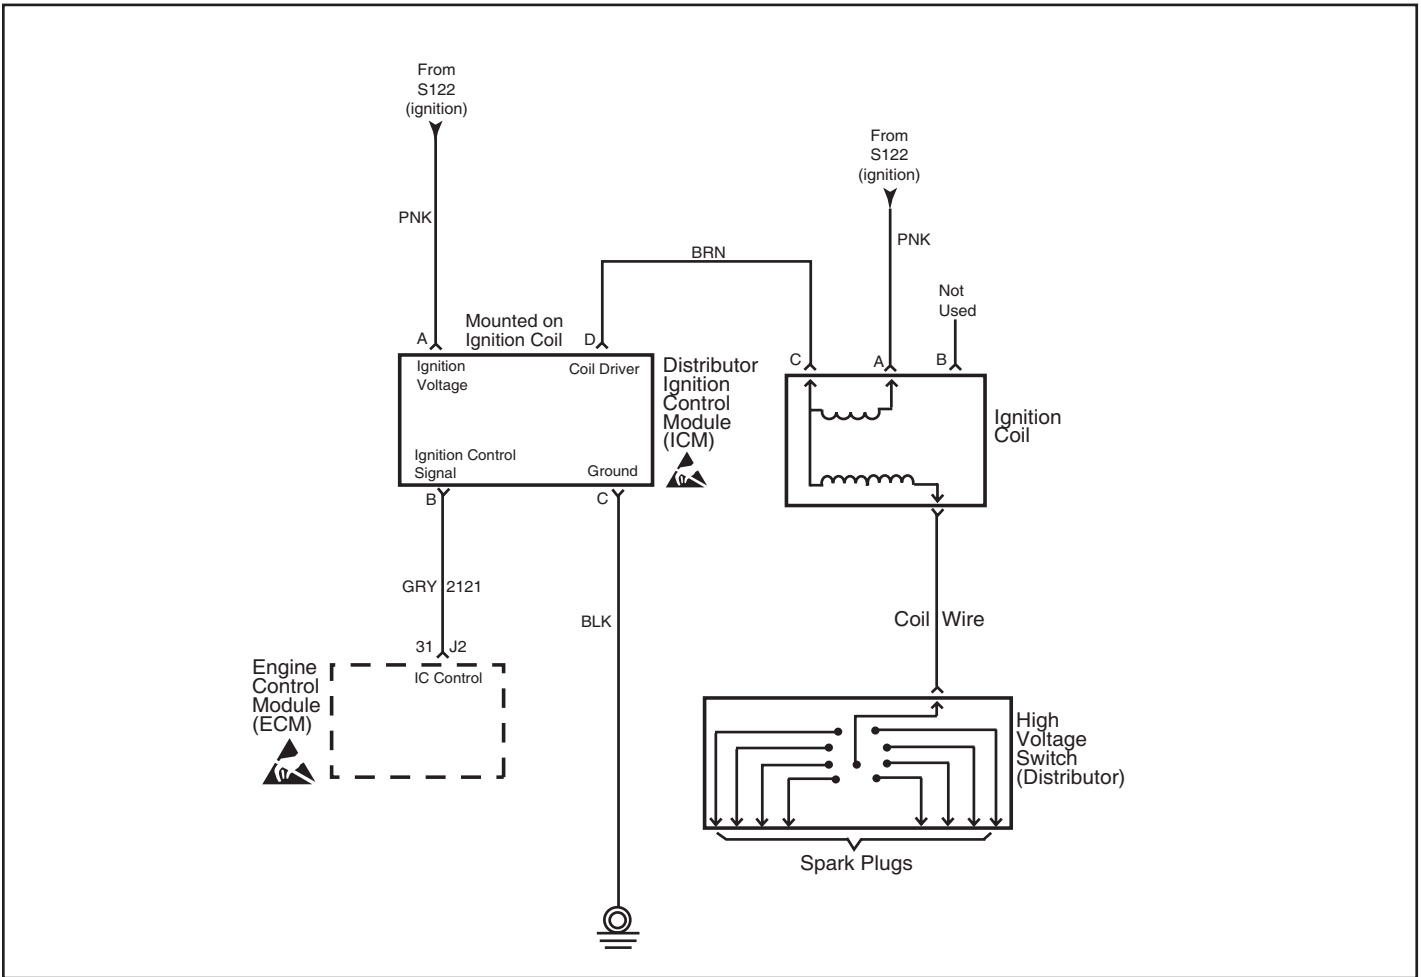 From
S122
(ignition)
From
S122
(ignition)
PNK
PNK
BRN
Not
Used
Mounted on
Ignition Coil
A
D
C
A
B
Ignition
Voltage
Coil Driver
Distributor
Ignition
Control
Module
(ICM)
Ignition
Coil
Ignition Control
Signal
Ground
B
C
GRY 2121
BLK
Coil Wire
31 J2
IC Control
Engine
Control
Module
(ECM)
High
Voltage
Switch
(Distributor)
Spark Plugs